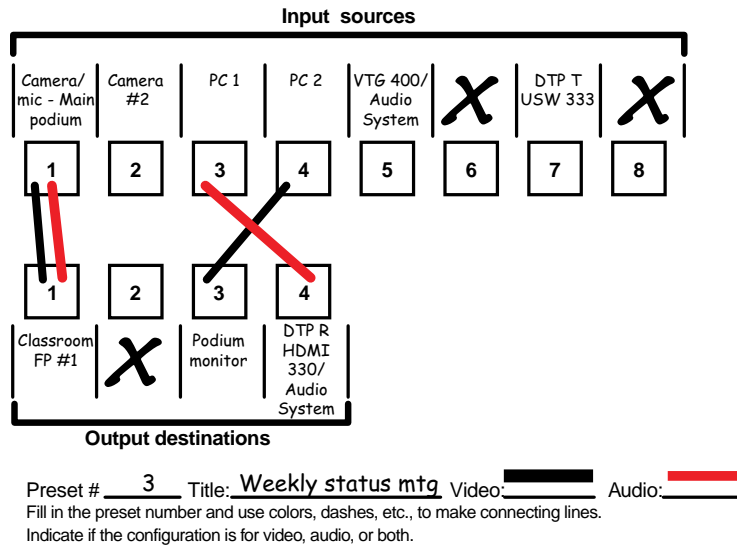 Input sources
Camera/
mic - Main
podium
Camera
#2
PC 1
PC 2
VTG 400/
Audio
System
X
DTP T
USW 333
X
1
2
3
4
5
6
7
8
1
2
3
4
Classroom
FP #1
X
Podium
monitor
DTP R
HDMI
330/
Audio
System
Output destinations
Preset # 3 Title: Weekly status mtg Video: Audio:
Fill in the preset number and use colors, dashes, etc., to make connecting lines.
Indicate if the configuration is for video, audio, or both.